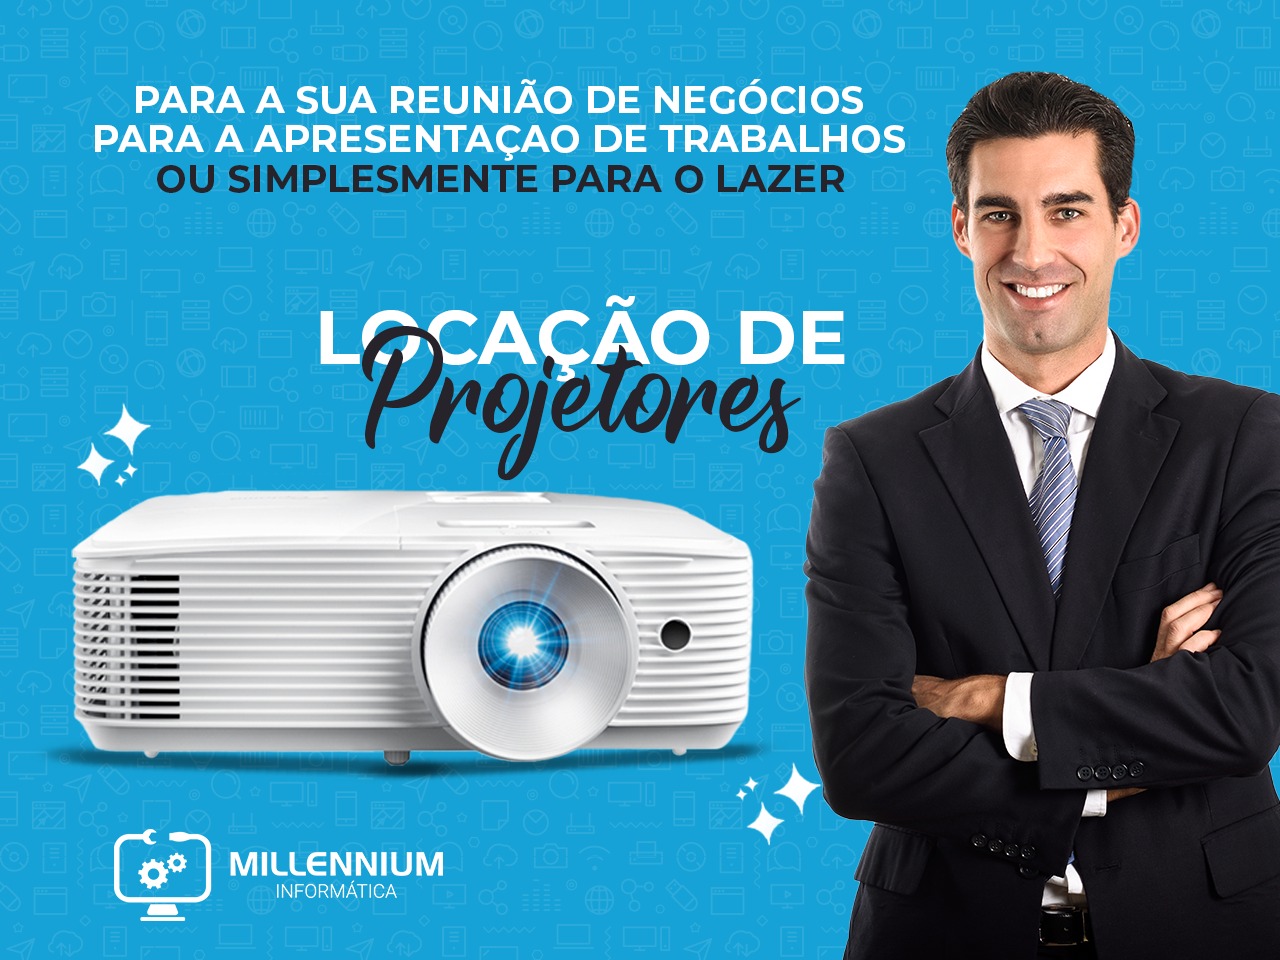 PARA A SUA REUNIÃO DE NEGÓCIOS
PARA A APRESENTAÇAO DE TRABALHOS
OU SIMPLESMENTE PARA O LAZER
LOCAÇÃO DE
Projetores
MILLENNIUM
INFORMÁTICA